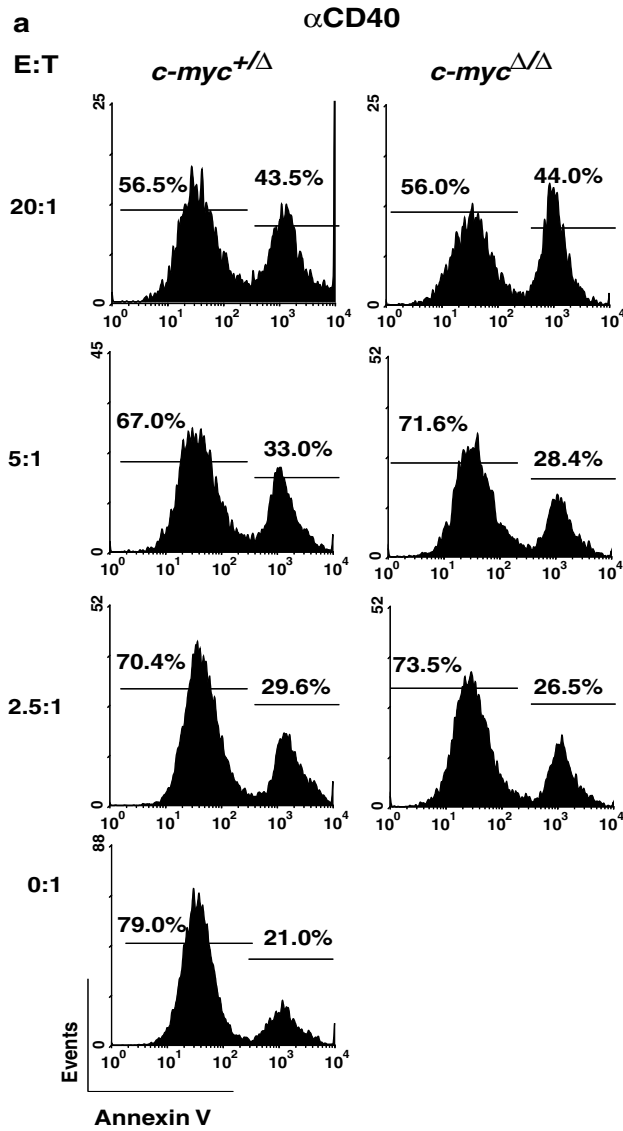 a
αCD40
E:T
c-myc+/Δ
c-myc Δ/Δ
20:1
25
0
56.5%
43.5%
10⁰ 10¹ 10² 10³ 10⁴
25
0
56.0%
44.0%
10⁰ 10¹ 10² 10³ 10⁴
5:1
45
0
67.0%
33.0%
10⁰ 10¹ 10² 10³ 10⁴
52
0
71.6%
28.4%
10⁰ 10¹ 10² 10³ 10⁴
2.5:1
52
0
70.4%
29.6%
10⁰ 10¹ 10² 10³ 10⁴
52
0
73.5%
26.5%
10⁰ 10¹ 10² 10³ 10⁴
0:1
88
0
79.0%
21.0%
10⁰ 10¹ 10² 10³ 10⁴
Events
Annexin V